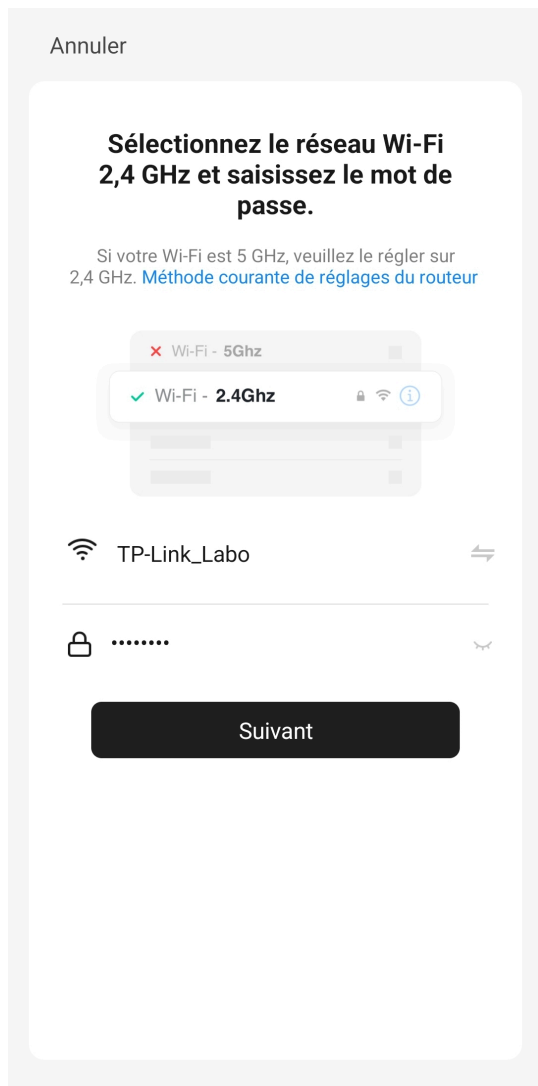 Annuler
Sélectionnez le réseau Wi-Fi
2,4 GHz et saisissez le mot de
passe.
Si votre Wi-Fi est 5 GHz, veuillez le régler sur
2,4 GHz. Méthode courante de réglages du routeur
Wi-Fi - 5Ghz
Wi-Fi - 2.4Ghz
TP-Link_Labo
••••••••
Suivant